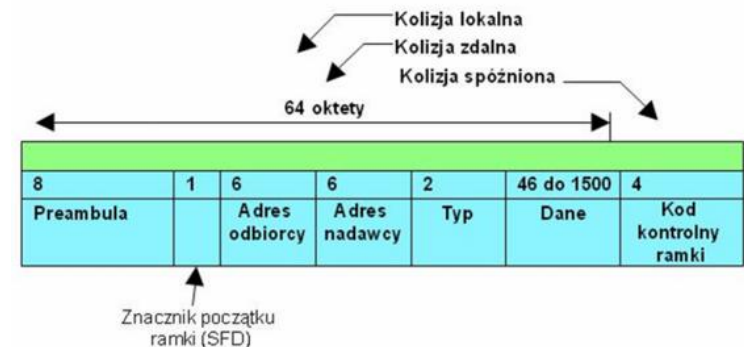 Kolizja lokalna
Kolizja zdalna
Kolizja spóźniona
64 oktety
8 1 6 6 2 46 do 1500 4
Preambula Adres odbiorcy Adres nadawcy Typ Dane Kod kontrolny ramki
Znacznik początku
ramki (SFD)